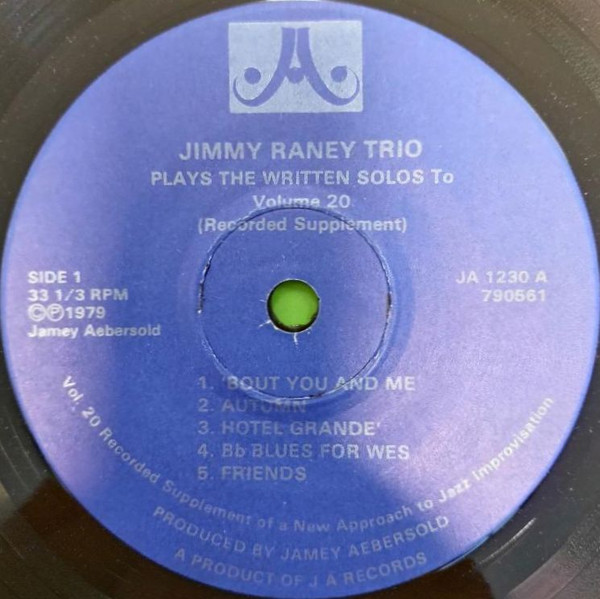 JIMMY RANEY TRIO
PLAYS THE WRITTEN SOLOS To
Volume 20
(Recorded Supplement)
SIDE 1
33 1/3 RPM
©℗1979
Jamey Aebersold
JA 1230 A
790561
1. 'BOUT YOU AND ME
2. AUTUMN
3. HOTEL GRANDE'
4. Bb BLUES FOR WES
5. FRIENDS
Vol. 20 Recorded Supplement of a New Approach to Jazz Improvisation
PRODUCED BY JAMEY AEBERSOLD
A PRODUCT OF J A RECORDS